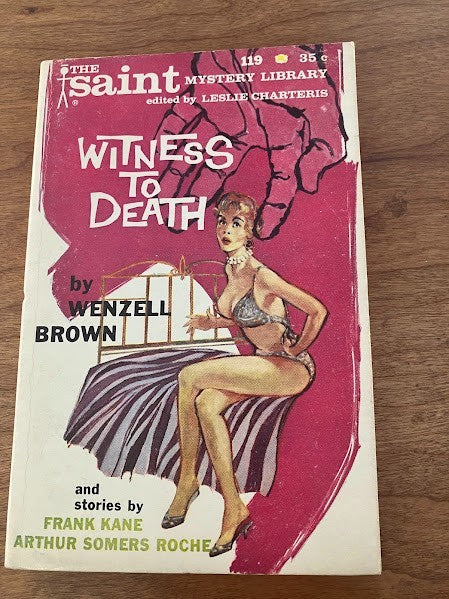 THE
Saint
®
119 35c
MYSTERY LIBRARY
edited by LESLIE CHARTERIS
WITNESS
TO
DEATH
by
WENZELL
BROWN
and
stories by
FRANK KANE
ARTHUR SOMERS ROCHE